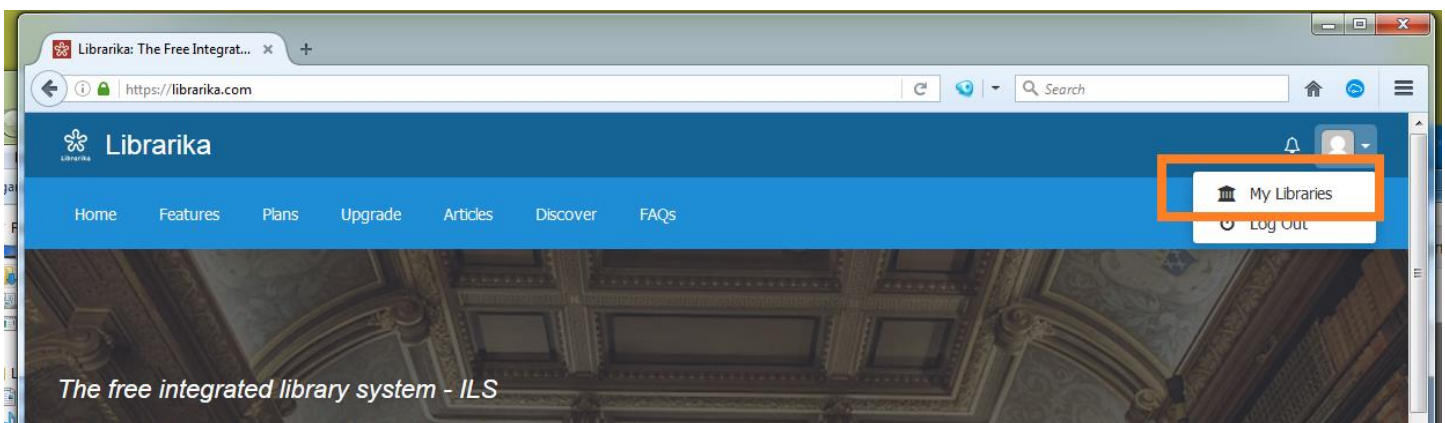 Librarika: The Free Integrat...
https://librarika.com
Search
Librarika
Librarika
My Libraries
Home Features Plans Upgrade Articles Discover FAQs
Log Out
The free integrated library system - ILS